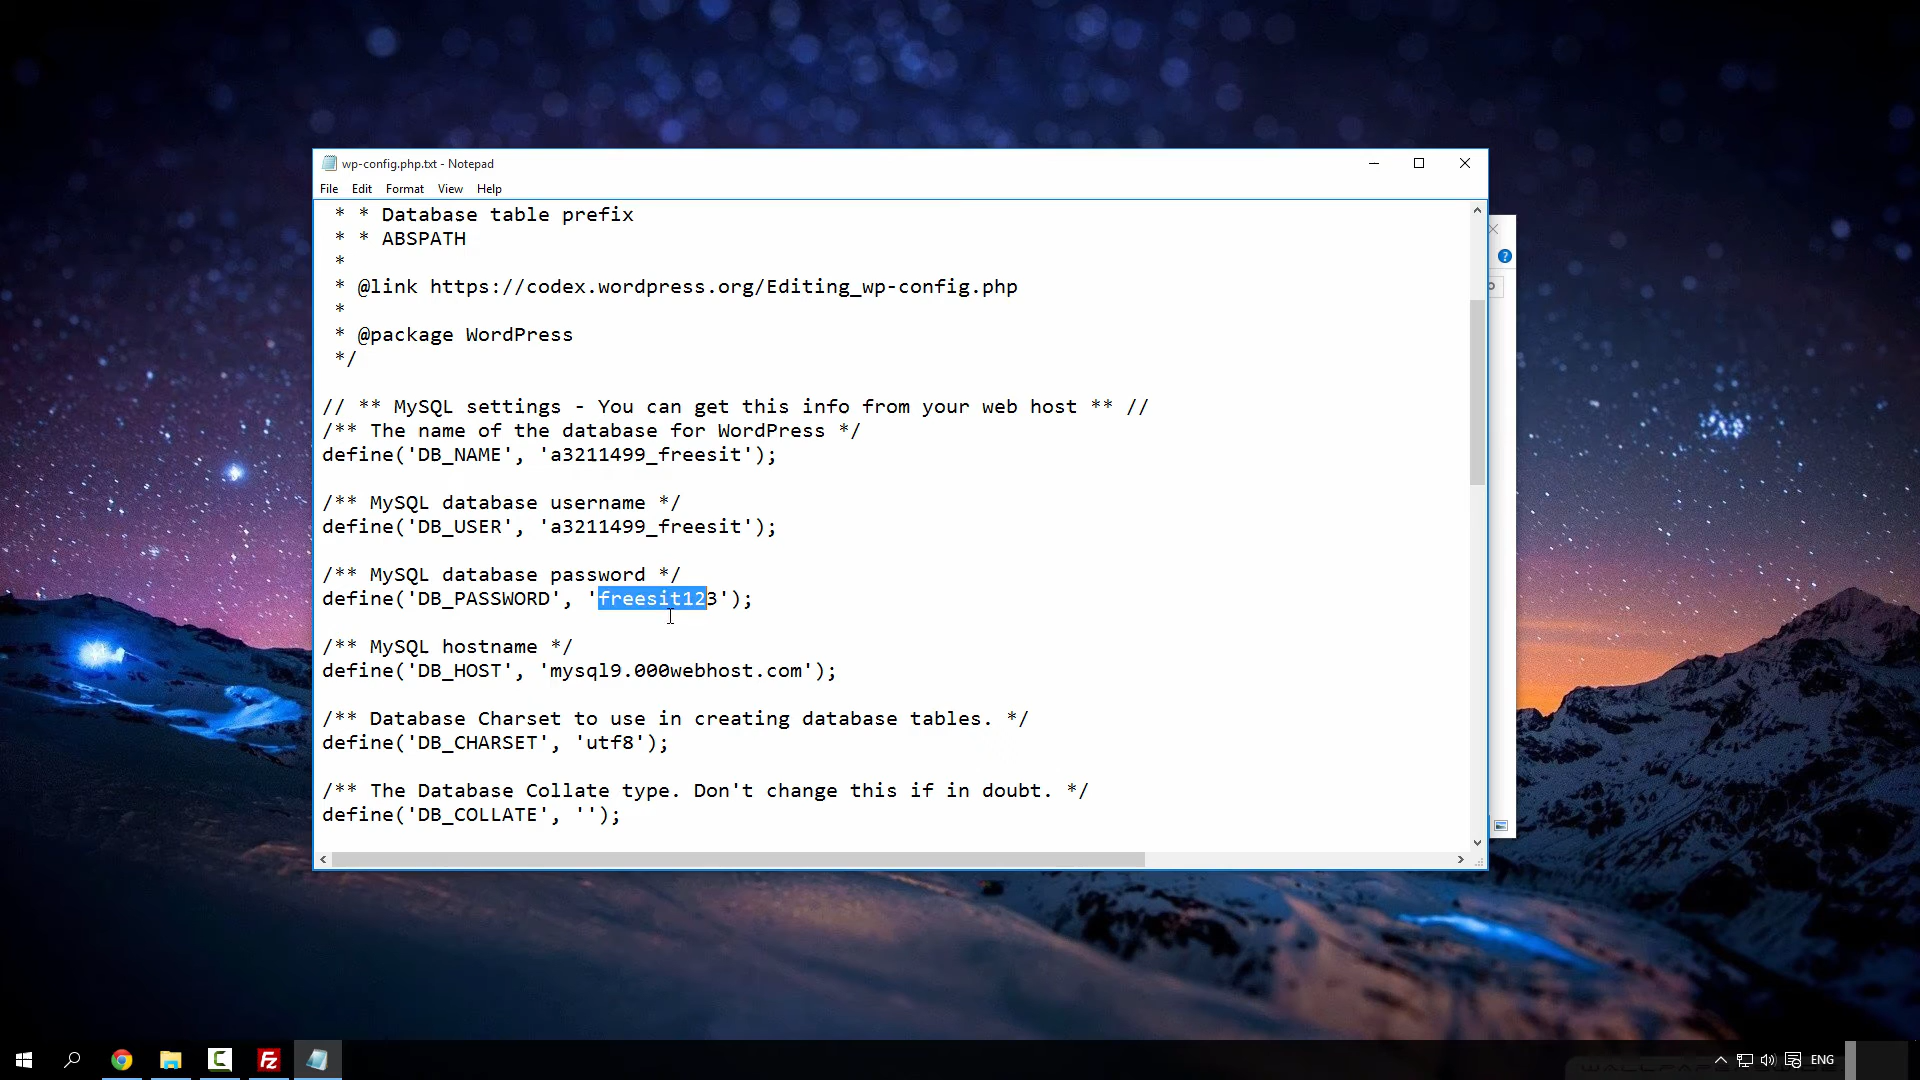 wp-config.php.txt - Notepad
File Edit Format View Help
* * Database table prefix
* * ABSPATH
*
* @link https://codex.wordpress.org/Editing_wp-config.php
*
* @package WordPress
*/
// ** MySQL settings - You can get this info from your web host ** //
/** The name of the database for WordPress */
define('DB_NAME', 'a3211499_freesit');
/** MySQL database username */
define('DB_USER', 'a3211499_freesit');
/** MySQL database password */
define('DB_PASSWORD', 'freesit123');
/** MySQL hostname */
define('DB_HOST', 'mysql9.000webhost.com');
/** Database Charset to use in creating database tables. */
define('DB_CHARSET', 'utf8');
/** The Database Collate type. Don't change this if in doubt. */
define('DB_COLLATE', '');
ENG